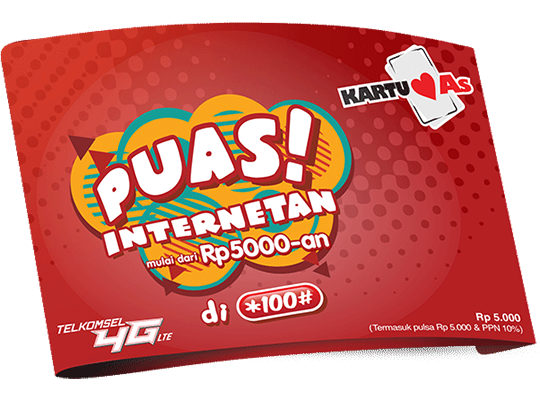 KARTU As
PUAS!
INTERNETAN
mulai dari Rp5000-an
di *100#
TELKOMSEL
4G LTE
Rp 5.000
(Termasuk pulsa Rp 5.000 & PPN 10%)